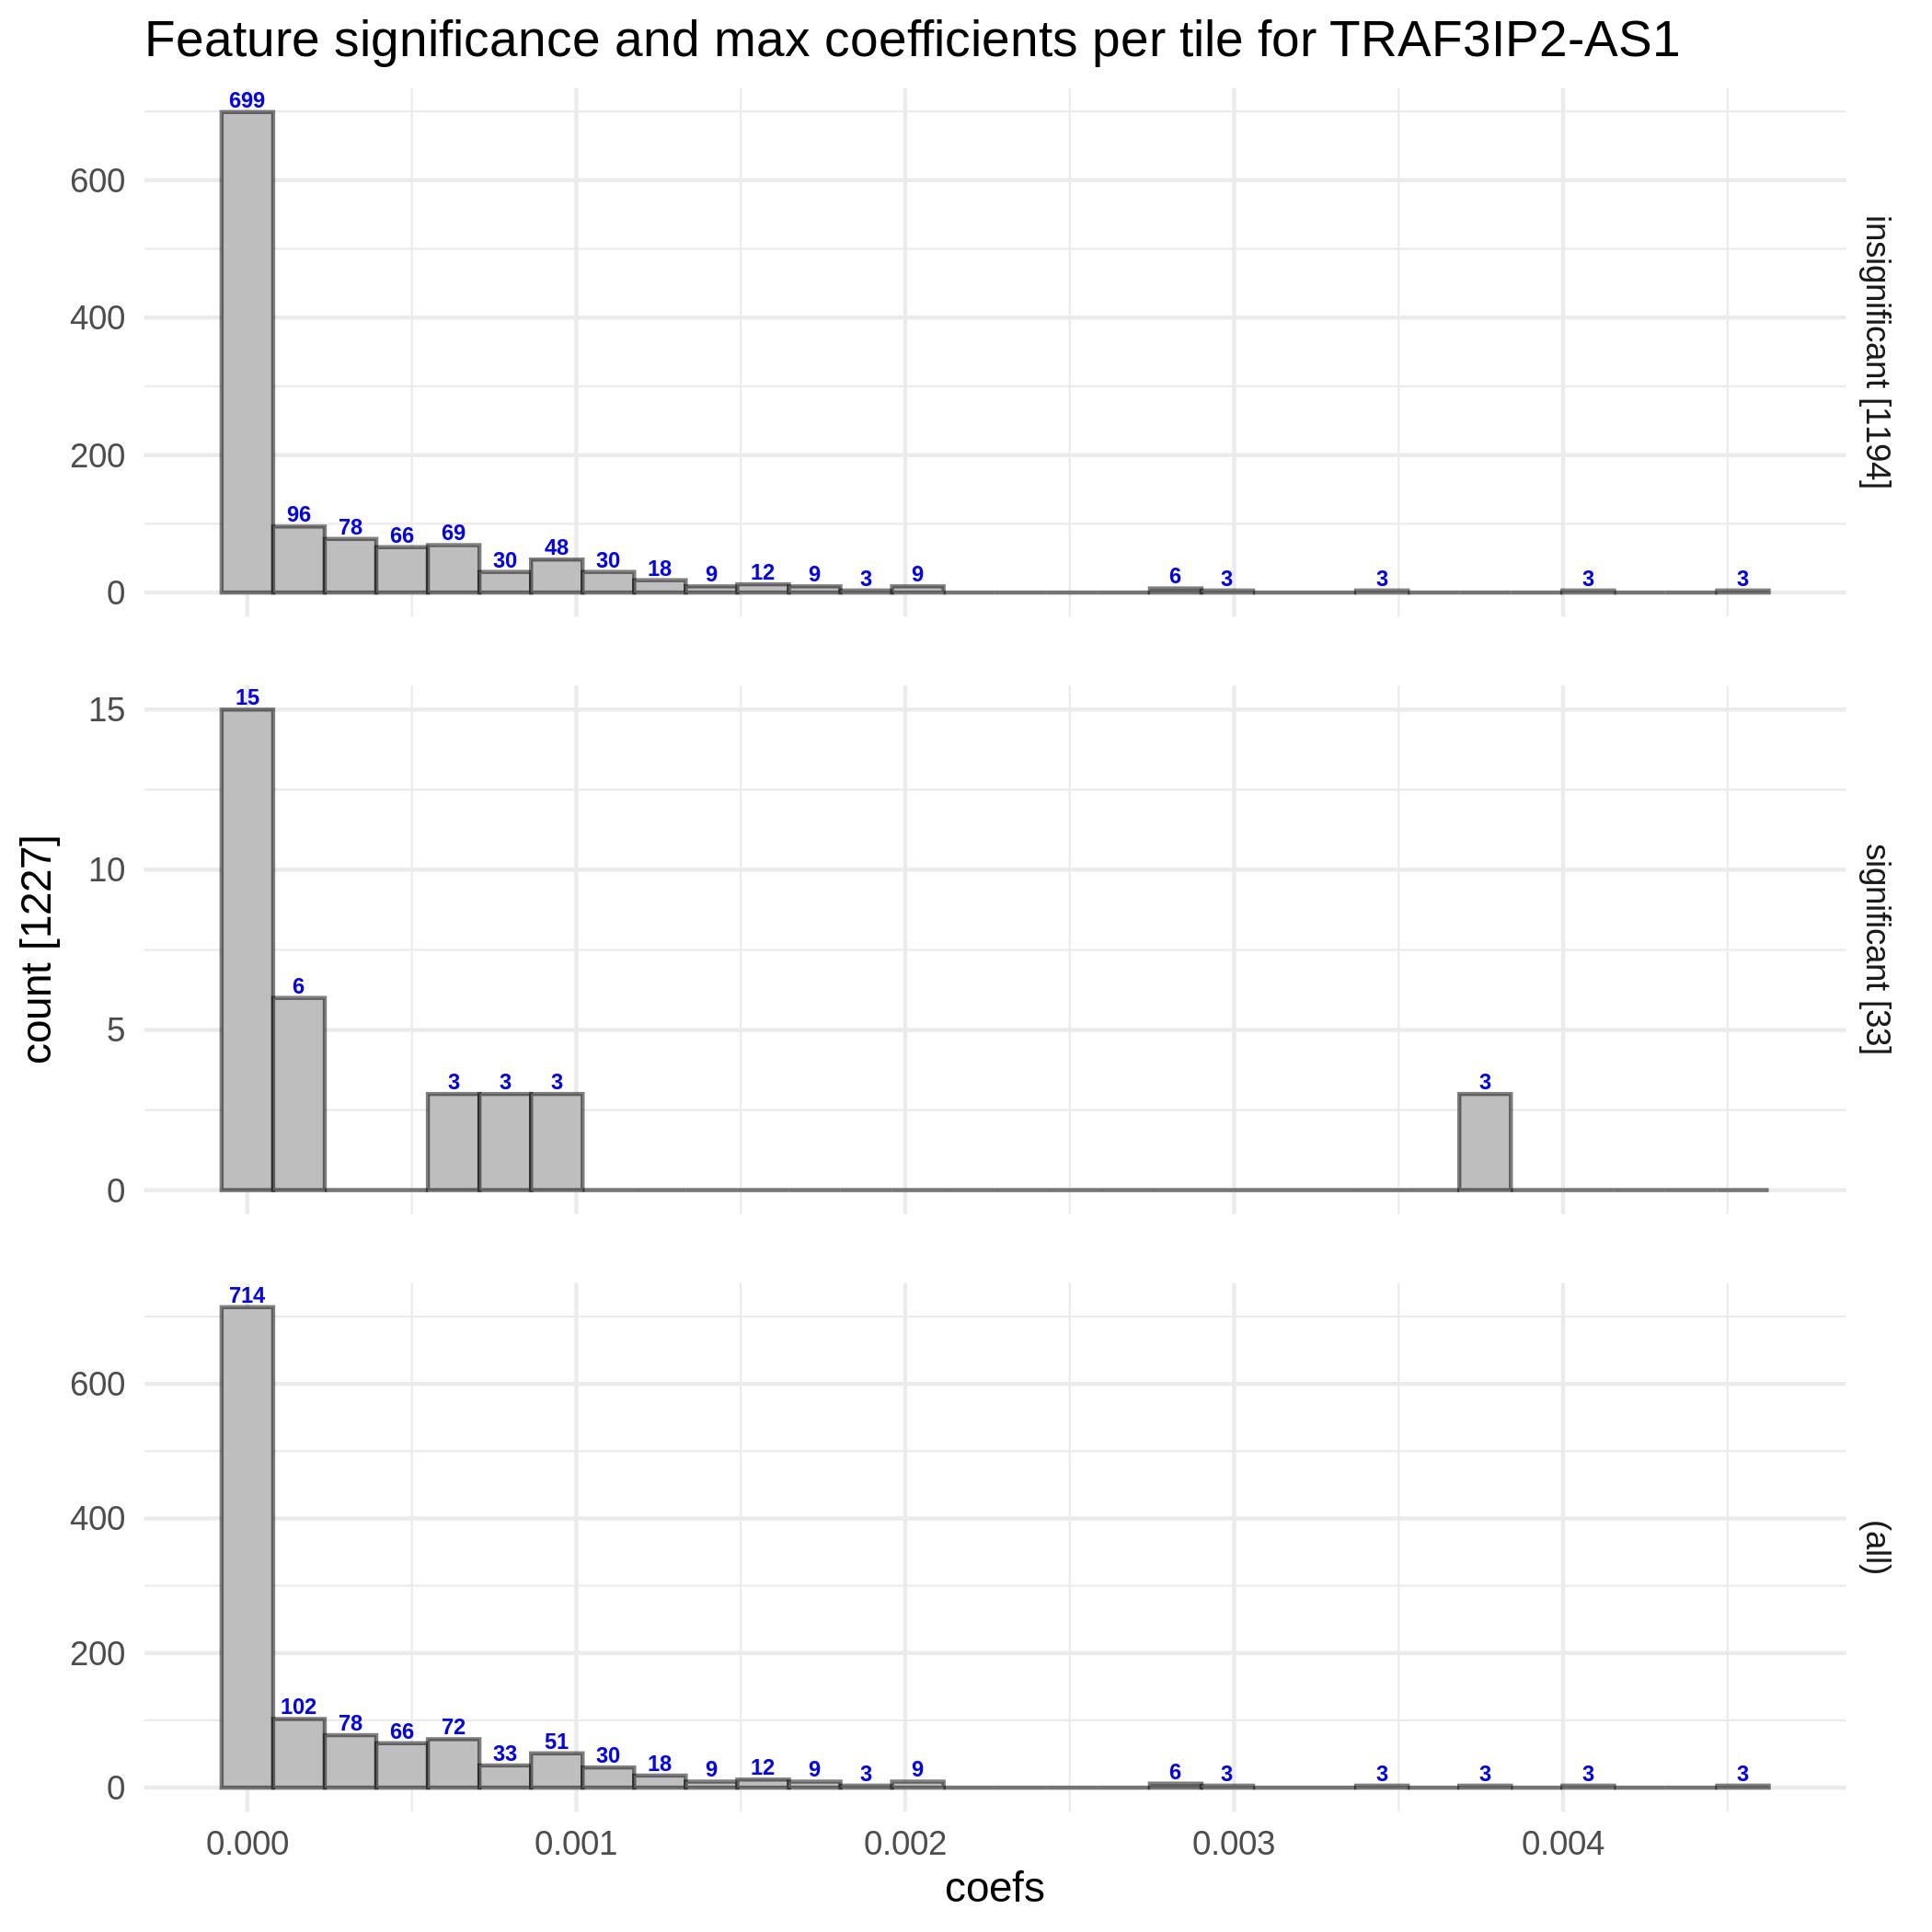 Feature significance and max coefficients per tile for TRAF3IP2-AS1
count [1227]
600
400
200
0
699
96 78 66 69 30 48 30 18 9 12 9 3 9 6 3 3 3 3
insignificant [1194]
15
10
5
0
15
6
3 3 3 3
significant [33]
600
400
200
0
714
102 78 66 72 33 51 30 18 9 12 9 3 9 6 3 3 3 3 3
(all)
0.000 0.001 0.002 0.003 0.004
coefs